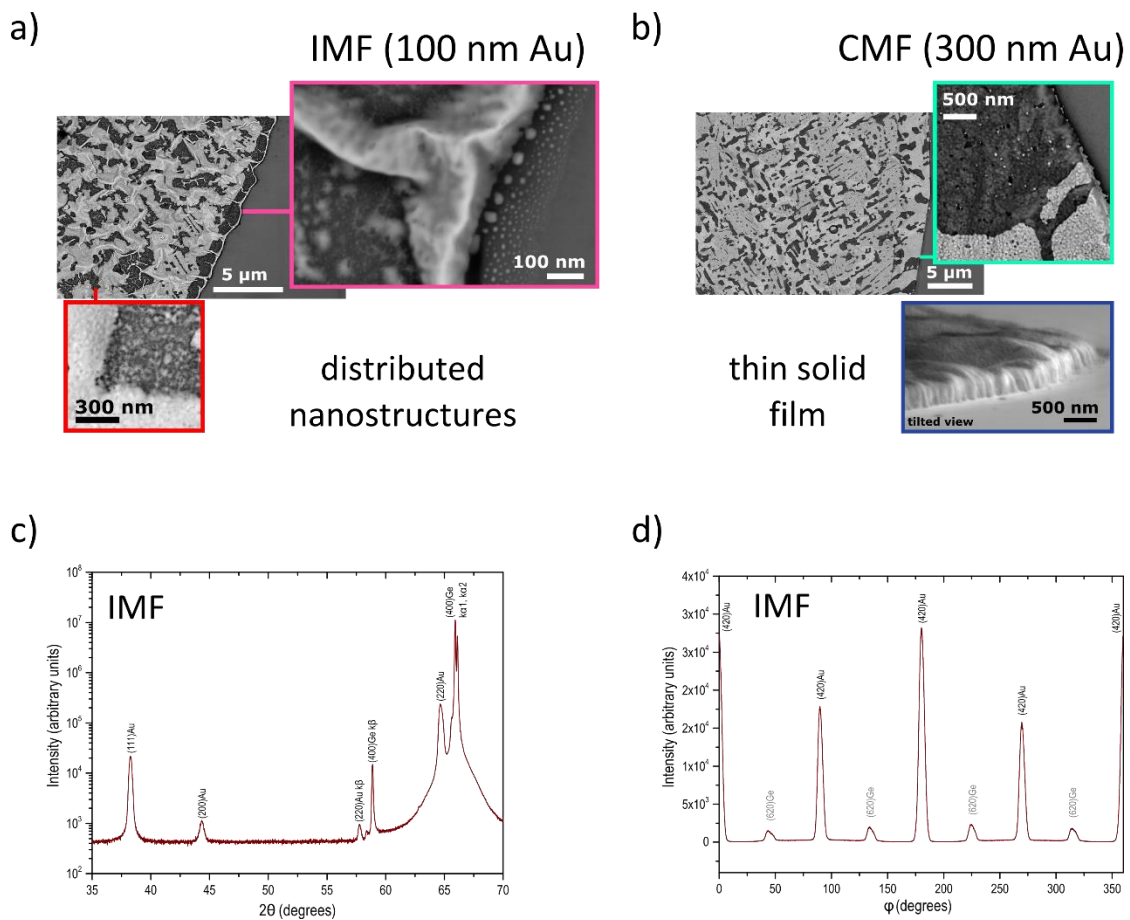 a)
IMF (100 nm Au)
5 µm
100 nm
300 nm
distributed
nanostructures
b)
CMF (300 nm Au)
500 nm
5 µm
thin solid
film
tilted view
500 nm
c)
IMF
Intensity (arbitrary units)
10⁸
10⁷
10⁶
10⁵
10⁴
10³
10²
(111)Au
(200)Au
(220)Au kβ
(400)Ge kβ
(220)Au
(400)Ge
kα1, kα2
35 40 45 50 55 60 65 70
2θ (degrees)
d)
IMF
Intensity (arbitrary units)
4x10⁴
3x10⁴
3x10⁴
2x10⁴
2x10⁴
1x10⁴
1x10⁴
5x10³
0
(420)Au
(620)Ge
(420)Au
(620)Ge
(420)Au
(620)Ge
(420)Au
(620)Ge
(420)Au
0 50 100 150 200 250 300 350
φ (degrees)